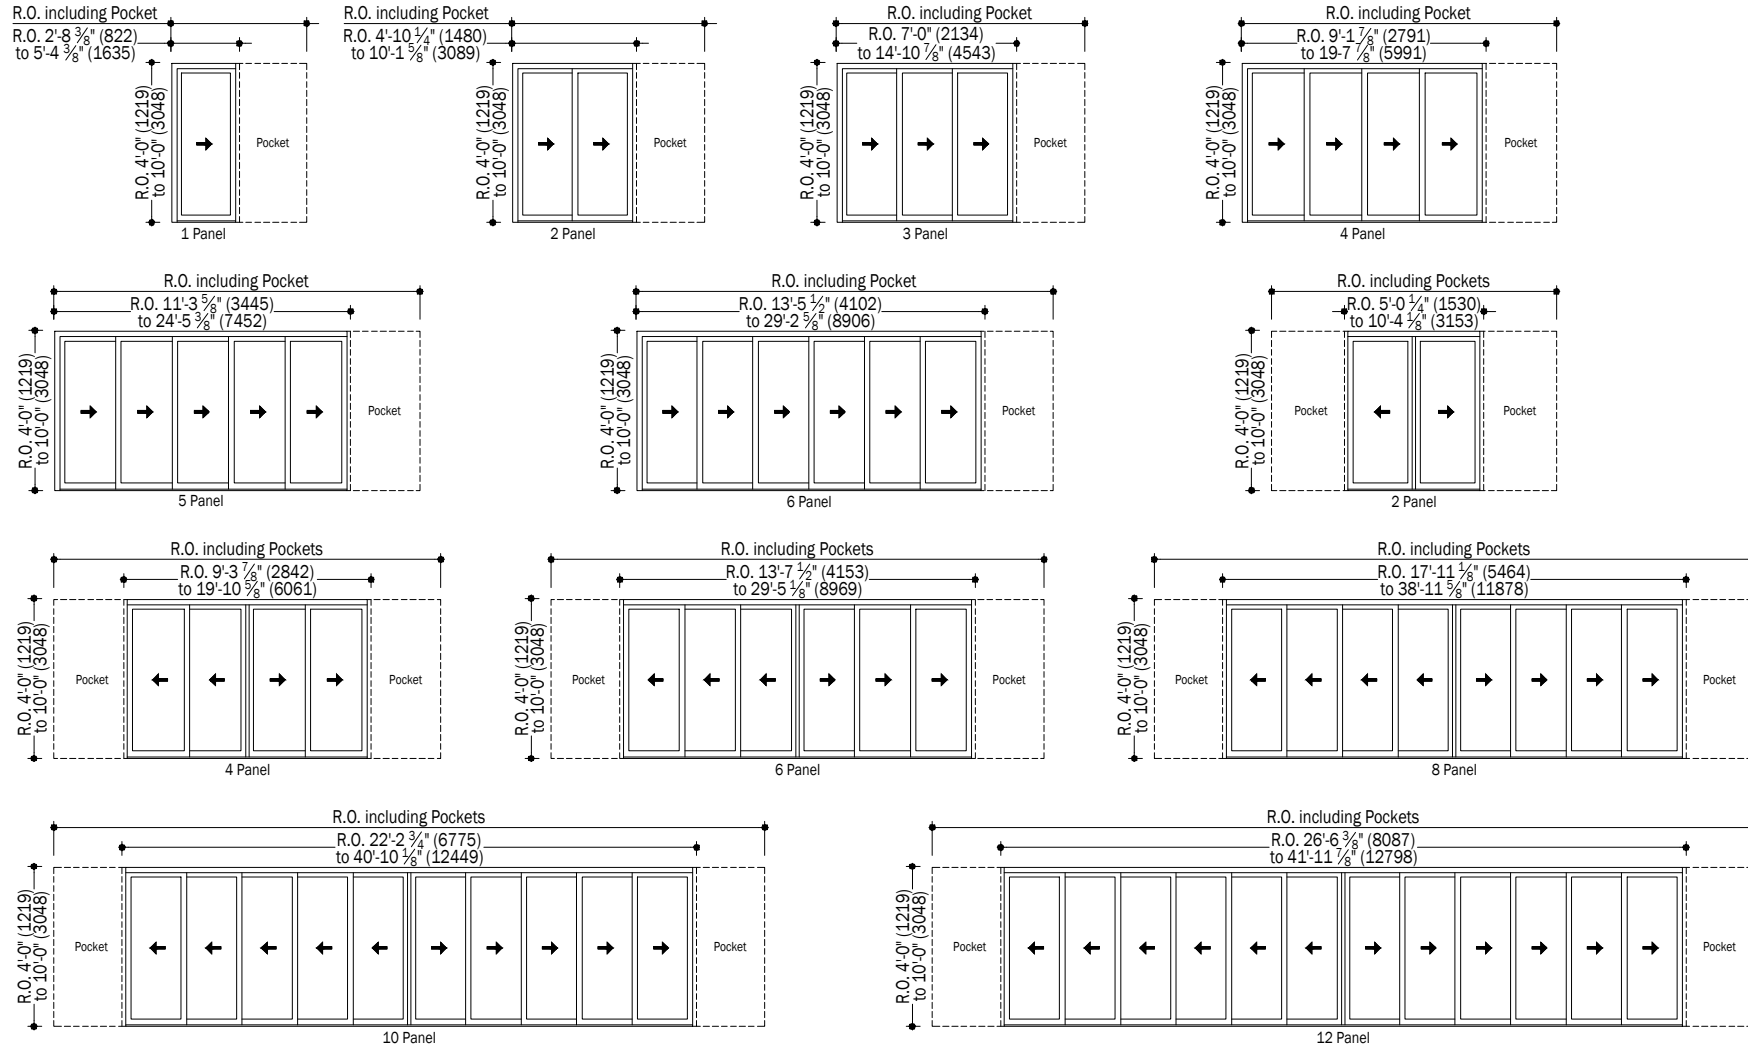 R.O. including Pocket
R.O. 2'-8 3/8" (822)
to 5'-4 3/8" (1635)
R.O. 4'-0" (1219)
to 10'-0" (3048)
Pocket
1 Panel
R.O. including Pocket
R.O. 4'-10 1/4" (1480)
to 10'-1 5/8" (3089)
R.O. 4'-0" (1219)
to 10'-0" (3048)
Pocket
2 Panel
R.O. including Pocket
R.O. 7'-0" (2134)
to 14'-10 7/8" (4543)
R.O. 4'-0" (1219)
to 10'-0" (3048)
Pocket
3 Panel
R.O. including Pocket
R.O. 9'-1 7/8" (2791)
to 19-7 7/8" (5991)
R.O. 4'-0" (1219)
to 10'-0" (3048)
Pocket
4 Panel
R.O. including Pocket
R.O. 11'-3 5/8" (3445)
to 24'-5 3/8" (7452)
R.O. 4'-0" (1219)
to 10'-0" (3048)
Pocket
5 Panel
R.O. including Pocket
R.O. 13'-5 1/2" (4102)
to 29'-2 5/8" (8906)
R.O. 4'-0" (1219)
to 10'-0" (3048)
Pocket
6 Panel
R.O. including Pockets
R.O. 5'-0 1/4" (1530)
to 10'-4 1/8" (3153)
R.O. 4'-0" (1219)
to 10'-0" (3048)
Pocket
Pocket
2 Panel
R.O. including Pockets
R.O. 9'-3 7/8" (2842)
to 19'-10 5/8" (6061)
R.O. 4'-0" (1219)
to 10'-0" (3048)
Pocket
Pocket
4 Panel
R.O. including Pockets
R.O. 13'-7 1/2" (4153)
to 29'-5 1/8" (8969)
R.O. 4'-0" (1219)
to 10'-0" (3048)
Pocket
Pocket
6 Panel
R.O. including Pockets
R.O. 17'-11 1/8" (5464)
to 38'-11 5/8" (11878)
R.O. 4'-0" (1219)
to 10'-0" (3048)
Pocket
Pocket
8 Panel
R.O. including Pockets
R.O. 22'-2 3/4" (6775)
to 40'-10 1/8" (12449)
R.O. 4'-0" (1219)
to 10'-0" (3048)
Pocket
Pocket
10 Panel
R.O. including Pockets
R.O. 26'-6 3/8" (8087)
to 41'-11 7/8" (12798)
R.O. 4'-0" (1219)
to 10'-0" (3048)
Pocket
Pocket
12 Panel